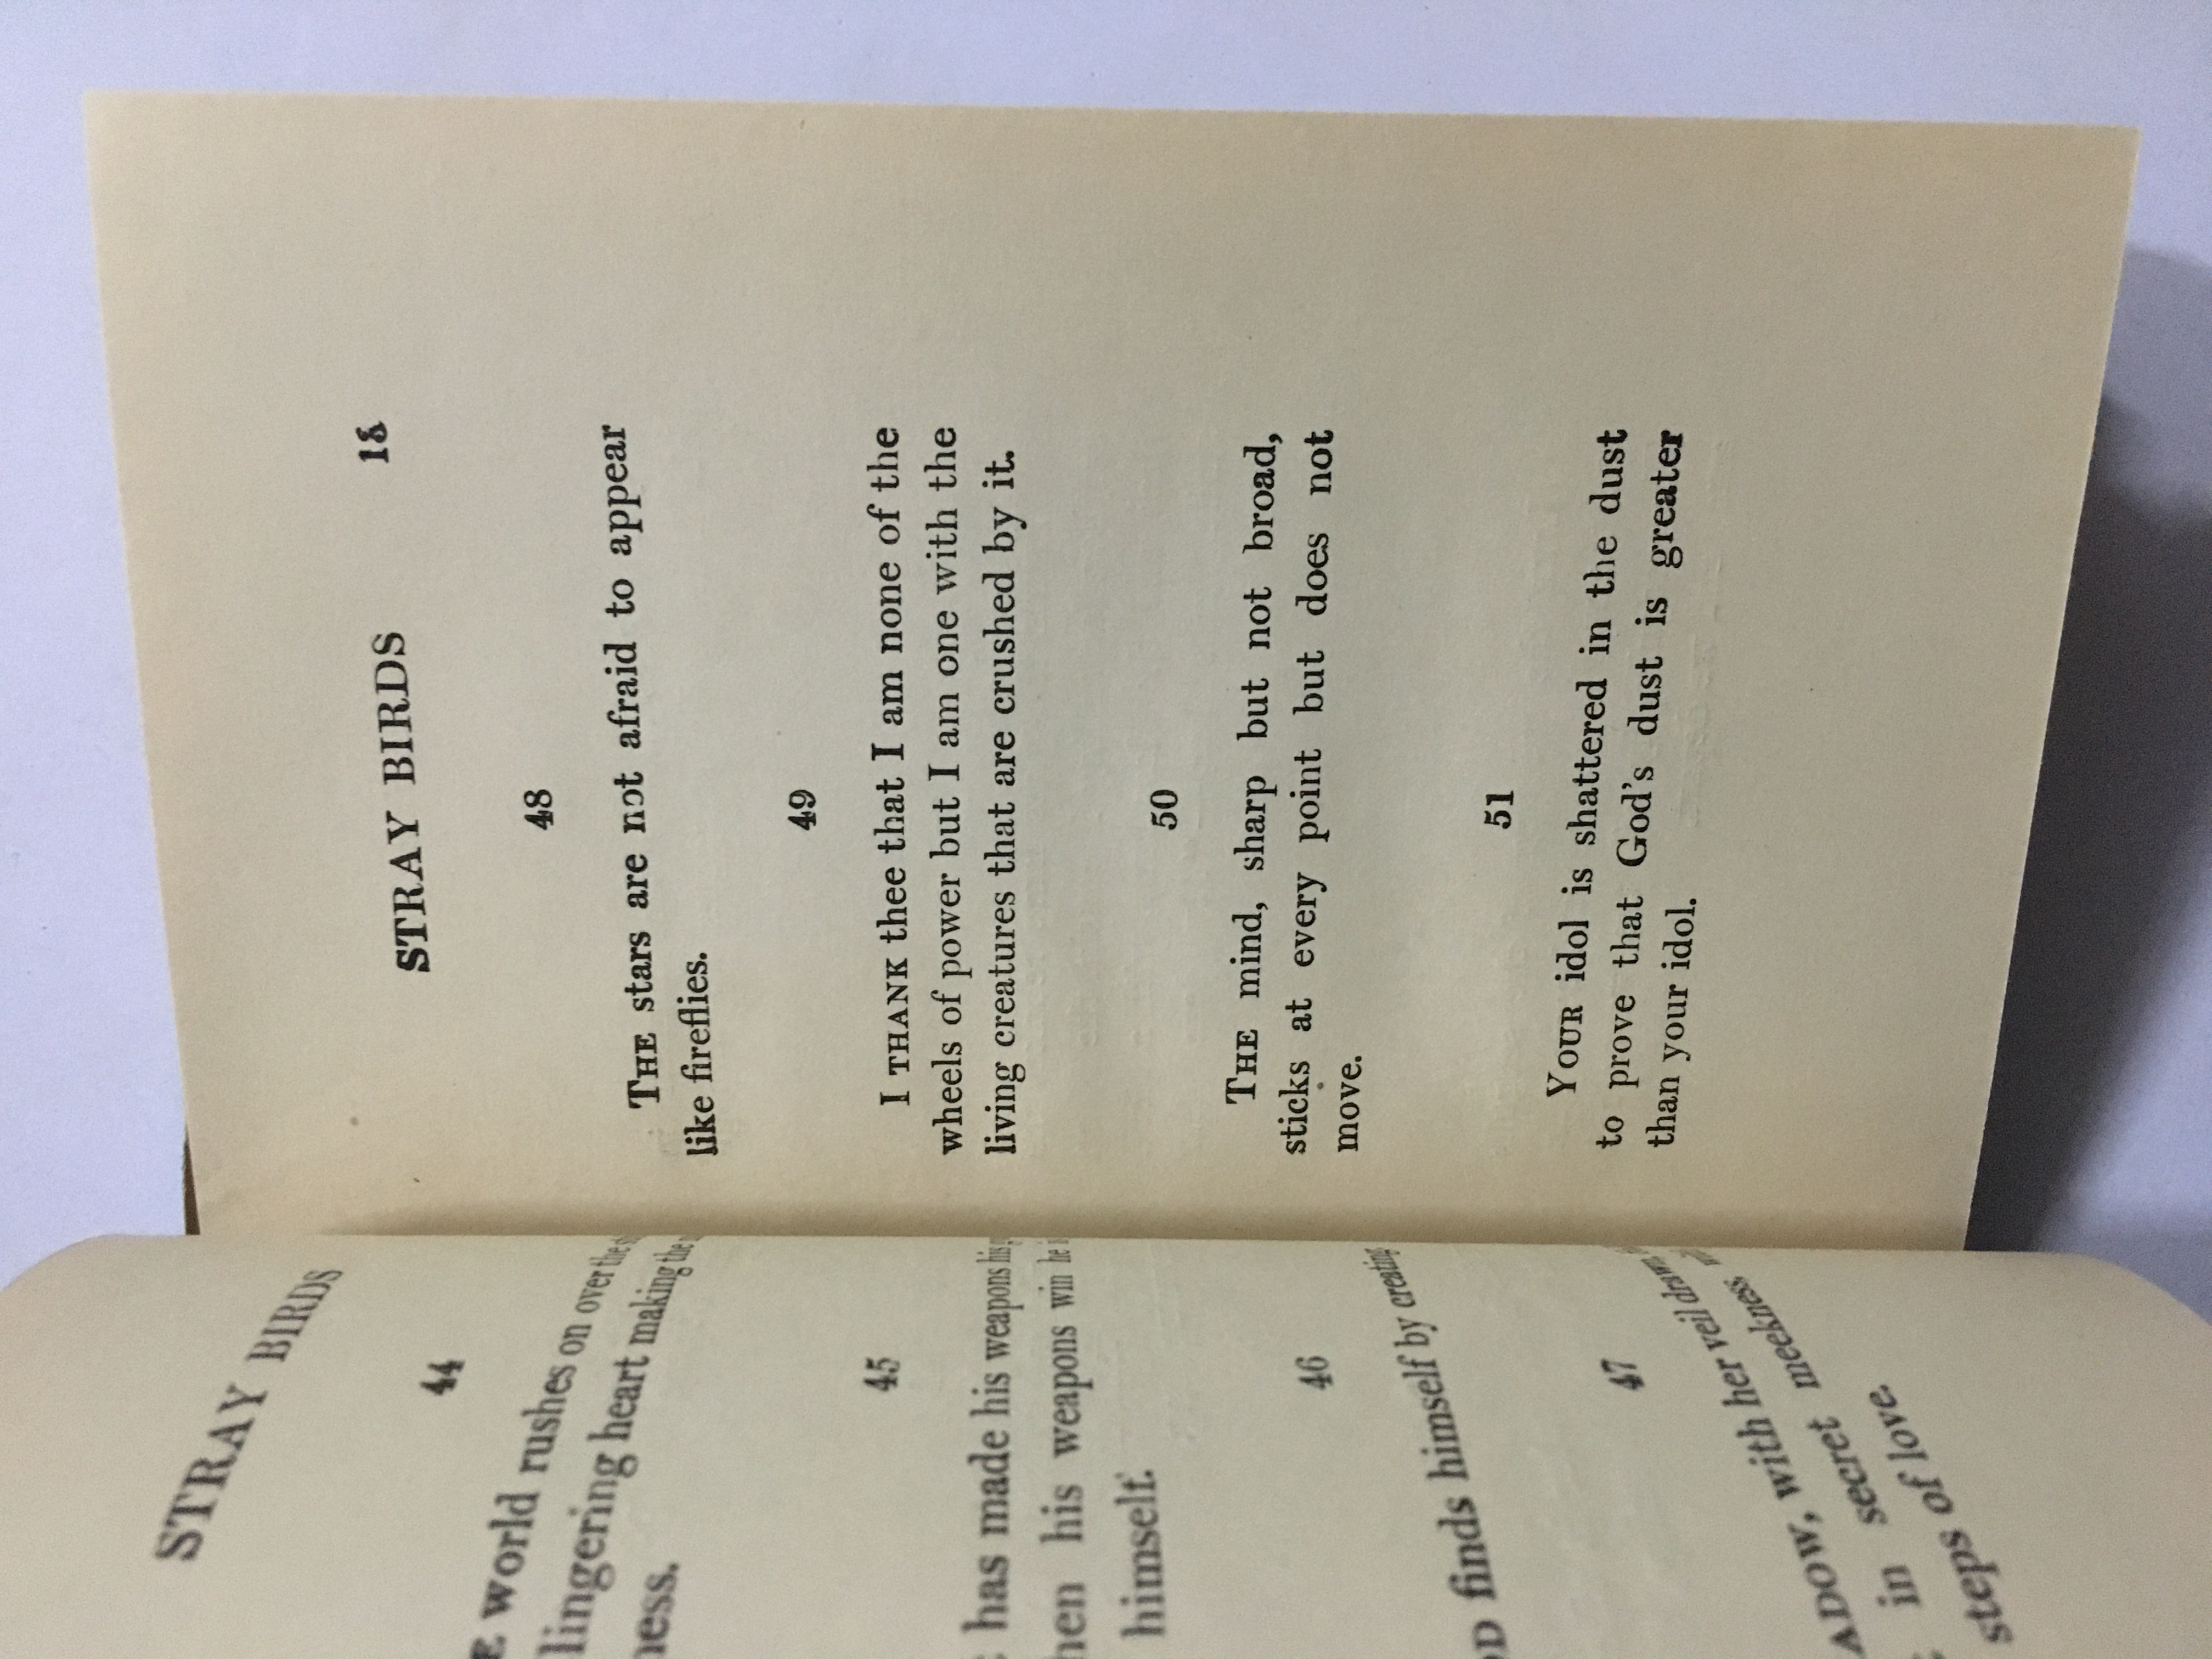 STRAY BIRDS
44
world rushes on over the
lingering heart making the
45
has made his weapons his
his weapons win he
himself.
46
finds himself by creating
47
with her veil drawn
in secret meekness
of love.
STRAY BIRDS
48
THE stars are not afraid to appear
like fireflies.
49
I THANK thee that I am none of the
wheels of power but I am one with the
living creatures that are crushed by it.
50
THE mind, sharp but not broad,
sticks at every point but does not
move.
51
YOUR idol is shattered in the dust
to prove that God's dust is greater
than your idol.